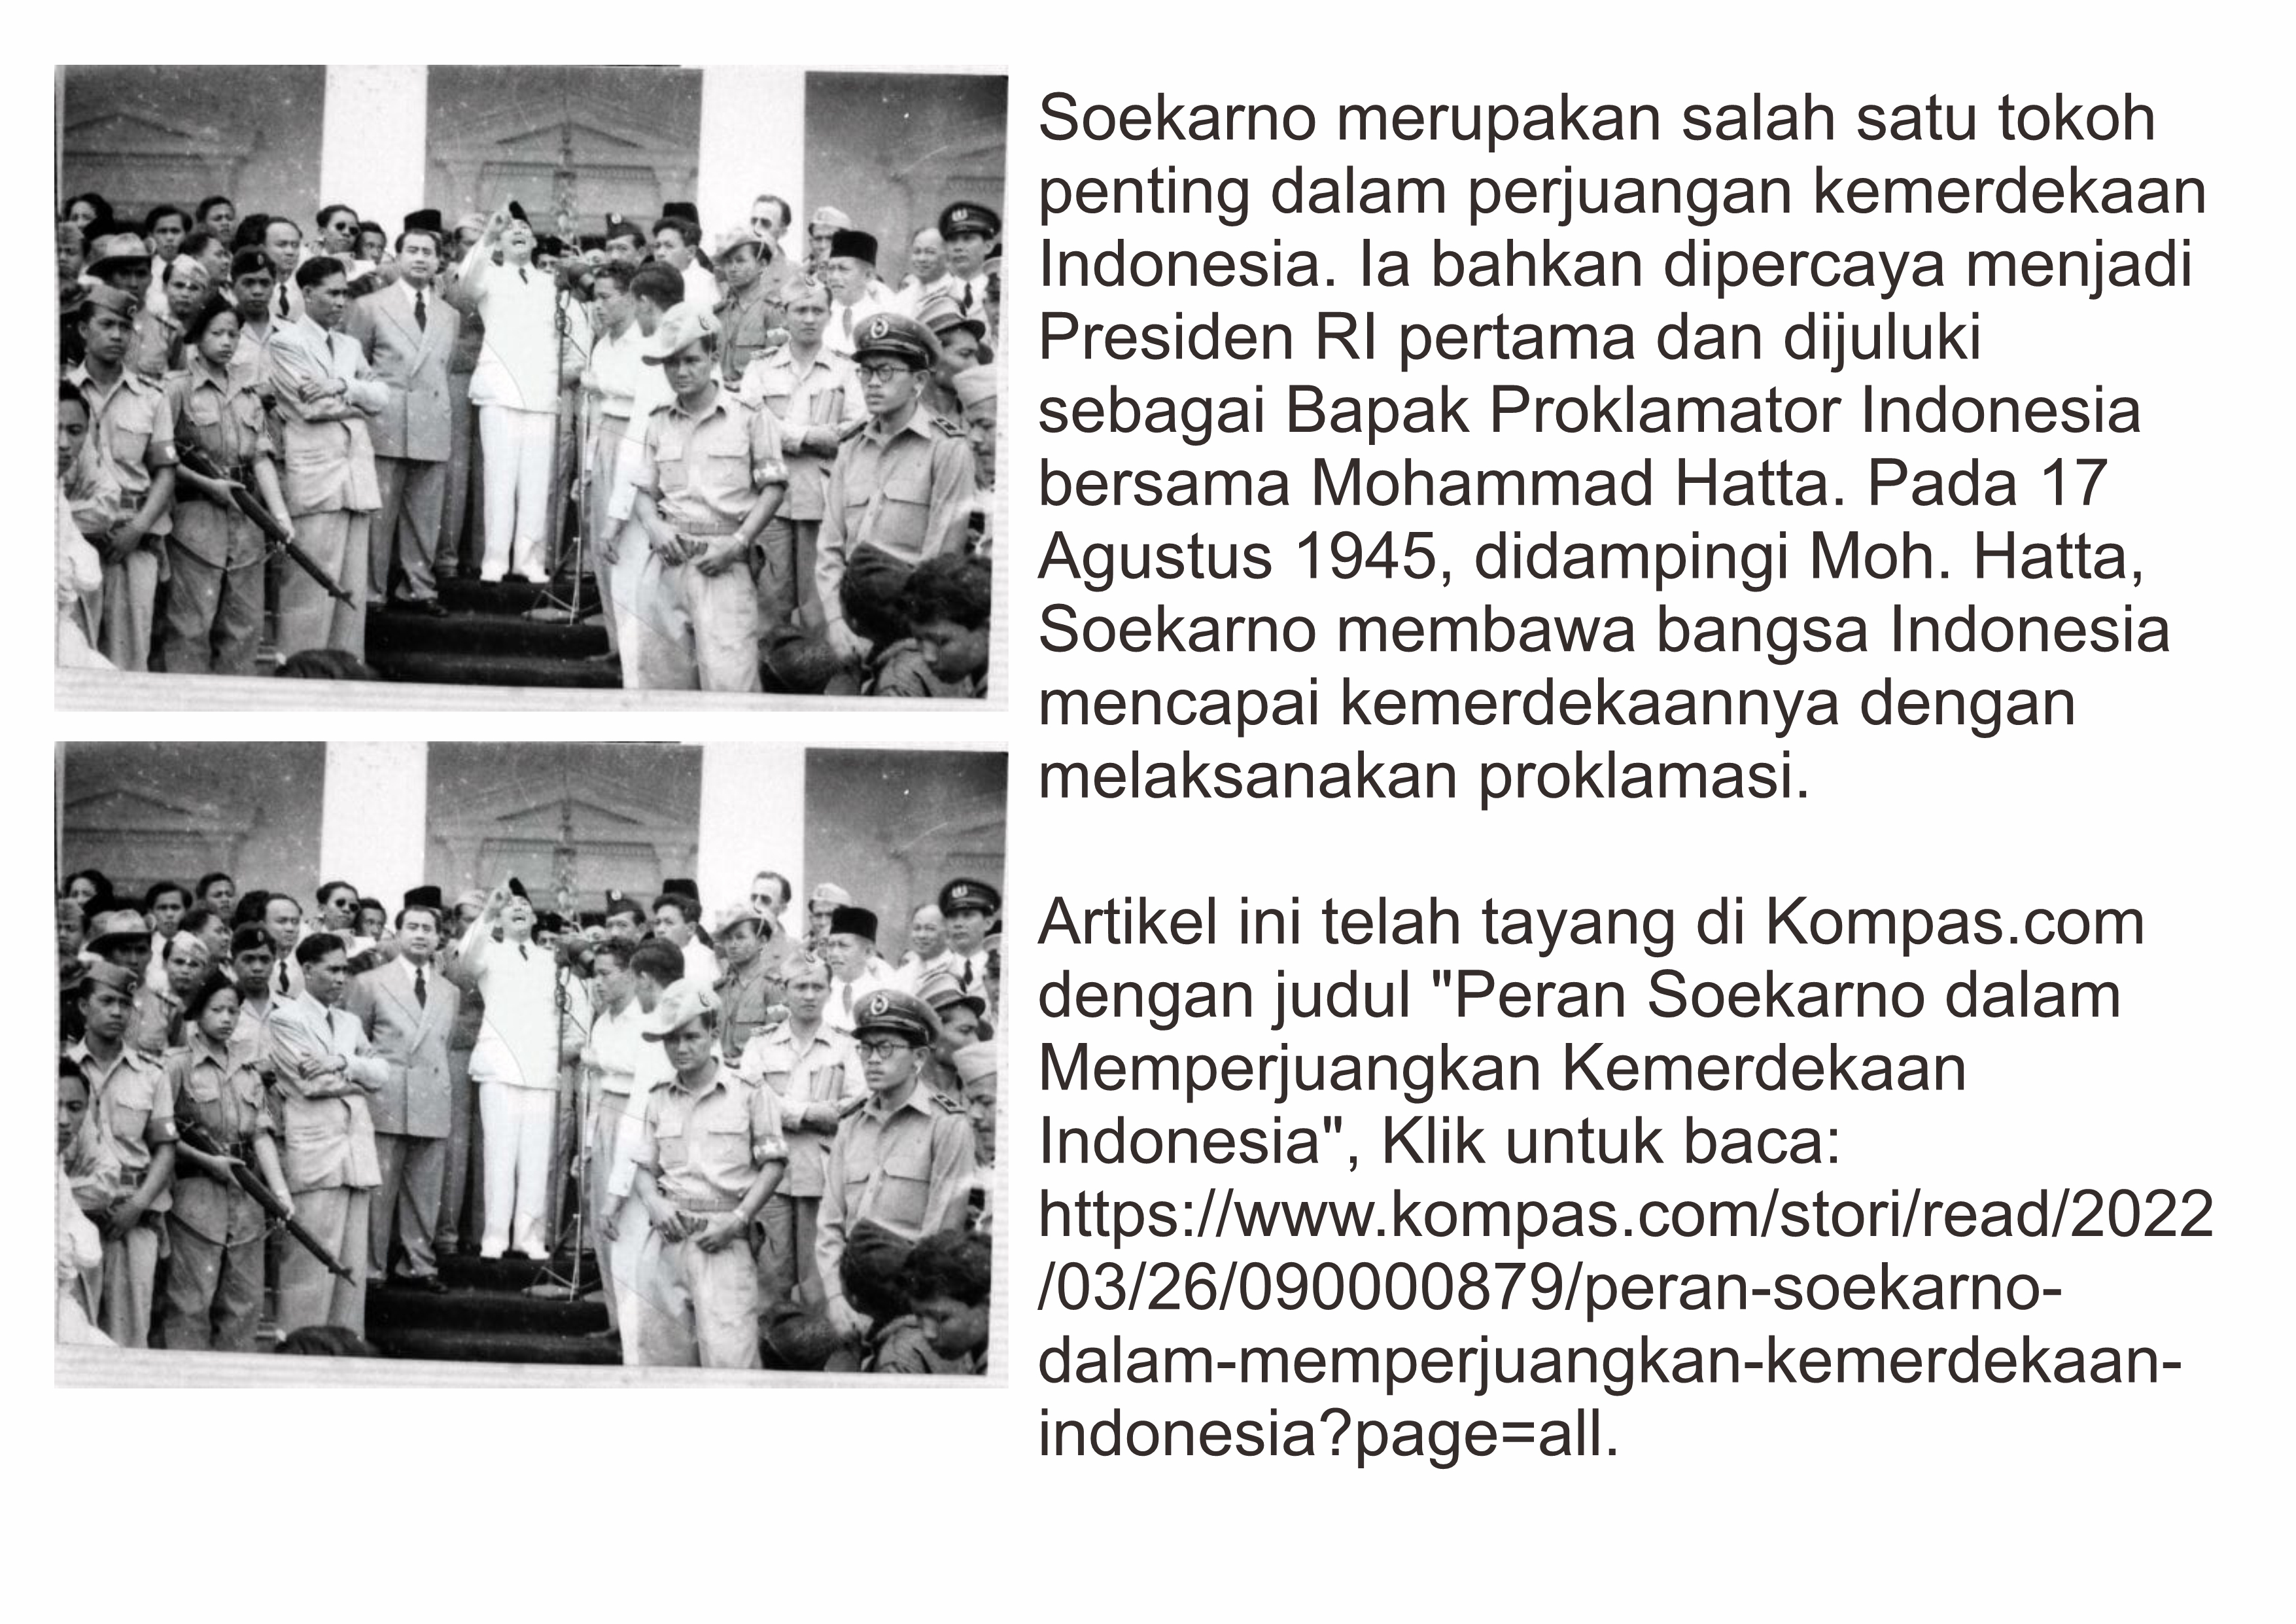 Soekarno merupakan salah satu tokoh
penting dalam perjuangan kemerdekaan
Indonesia. Ia bahkan dipercaya menjadi
Presiden RI pertama dan dijuluki
sebagai Bapak Proklamator Indonesia
bersama Mohammad Hatta. Pada 17
Agustus 1945, didampingi Moh. Hatta,
Soekarno membawa bangsa Indonesia
mencapai kemerdekaannya dengan
melaksanakan proklamasi.
Artikel ini telah tayang di Kompas.com
dengan judul "Peran Soekarno dalam
Memperjuangkan Kemerdekaan
Indonesia", Klik untuk baca:
https://www.kompas.com/stori/read/2022
/03/26/090000879/peran-soekarno-
dalam-memperjuangkan-kemerdekaan-
indonesia?page=all.